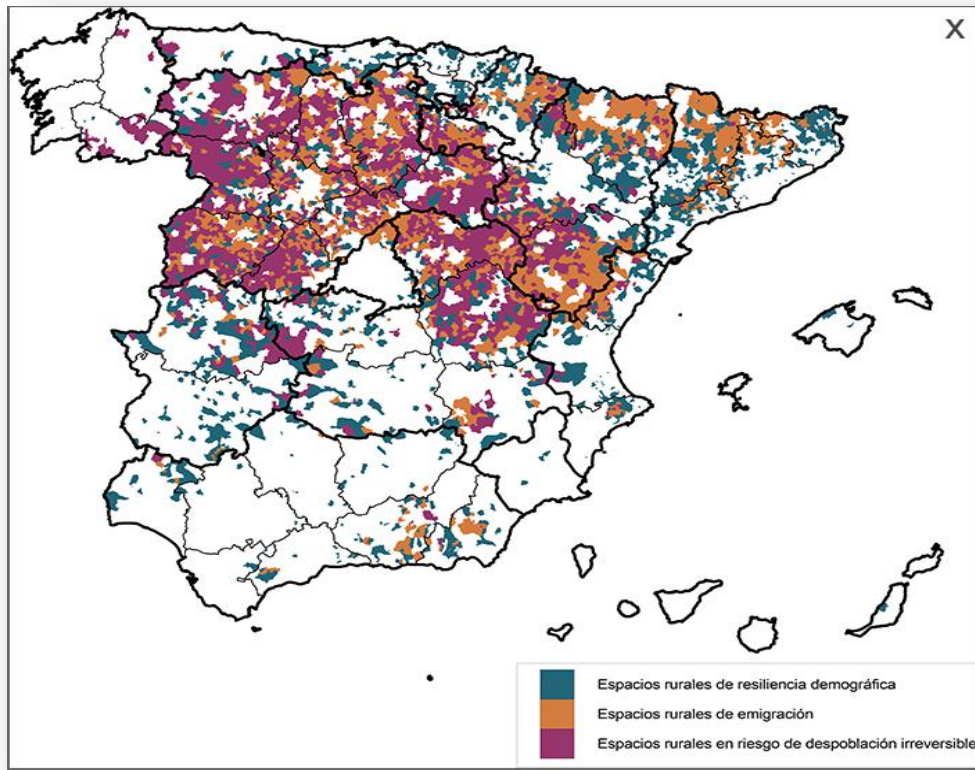 X
Espacios rurales de resiliencia demográfica
Espacios rurales de emigración
Espacios rurales en riesgo de despoblación irreversible